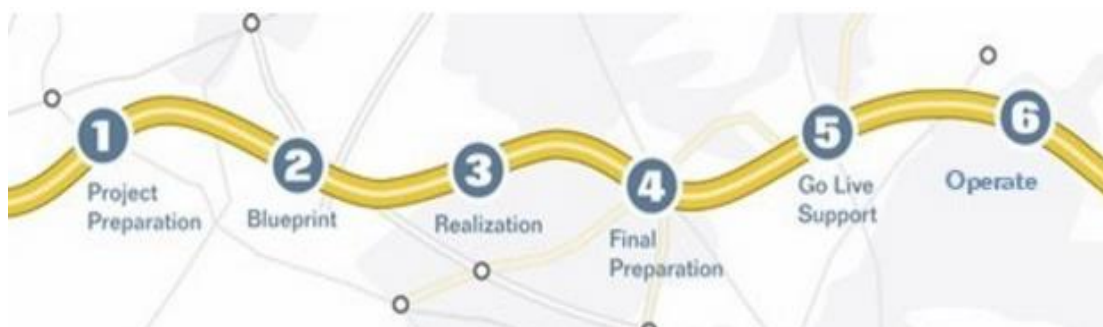 1
Project
Preparation
2
Blueprint
3
Realization
4
Final
Preparation
5
Go Live
Support
6
Operate